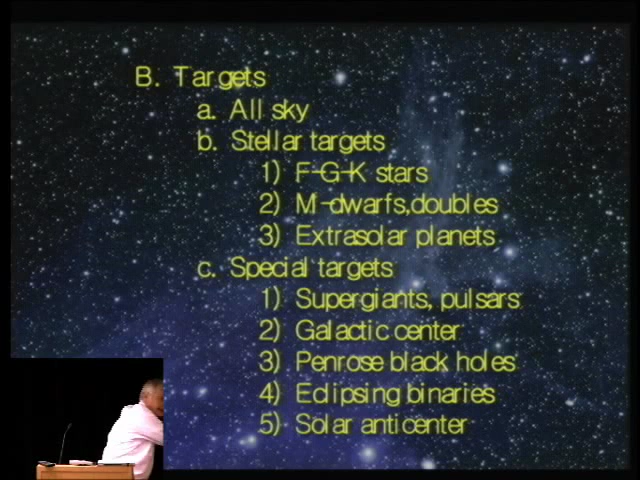 B. Targets
a. All sky
b. Stellar targets
1) F-G-K stars
2) M-dwarfs,doubles
3) Extrasolar planets
c. Special targets
1) Supergiants, pulsars
2) Galactic center
3) Penrose black holes
4) Eclipsing binaries
5) Solar anticenter